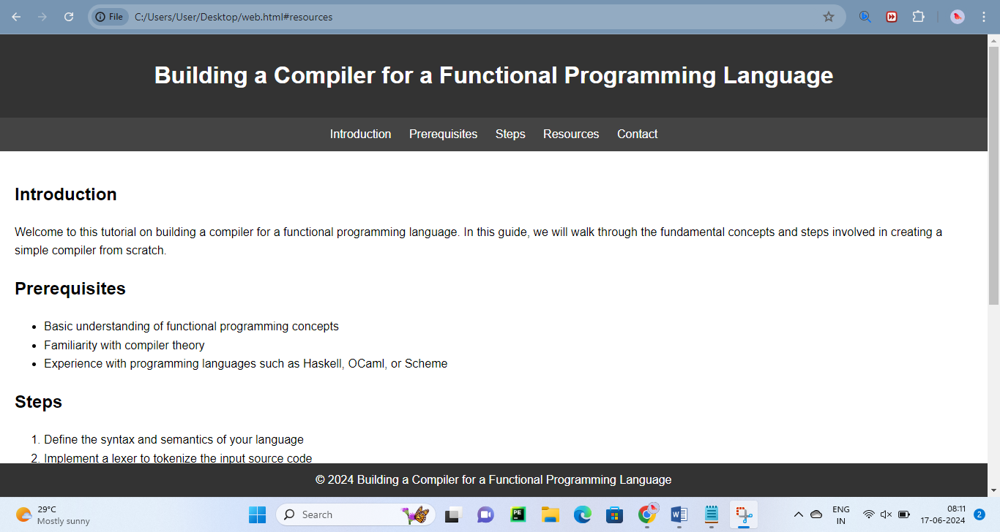 File C:/Users/User/Desktop/web.html#resources
Building a Compiler for a Functional Programming Language
Introduction Prerequisites Steps Resources Contact
Introduction
Welcome to this tutorial on building a compiler for a functional programming language. In this guide, we will walk through the fundamental concepts and steps involved in creating a
simple compiler from scratch.
Prerequisites
• Basic understanding of functional programming concepts
• Familiarity with compiler theory
• Experience with programming languages such as Haskell, OCaml, or Scheme
Steps
1. Define the syntax and semantics of your language
2. Implement a lexer to tokenize the input source code
© 2024 Building a Compiler for a Functional Programming Language
29°C
Mostly sunny
Search
PE
W
ENG
IN
08:11
17-06-2024
2